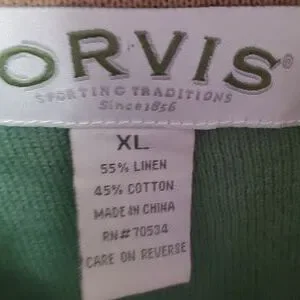 ORVIS®
SPORTING TRADITIONS
Since 1856
XL
55% LINEN
45% COTTON
MADE IN CHINA
RN#70534
CARE ON REVERSE